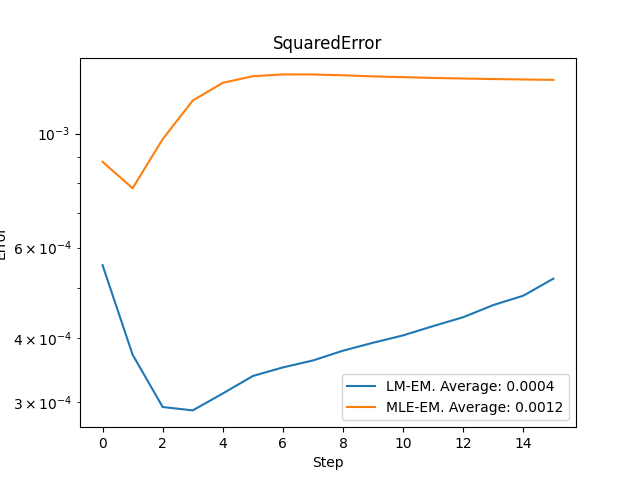 SquaredError
Error
10^{-3}
6 × 10^{-4}
4 × 10^{-4}
3 × 10^{-4}
0 2 4 6 8 10 12 14
Step
LM-EM. Average: 0.0004
MLE-EM. Average: 0.0012